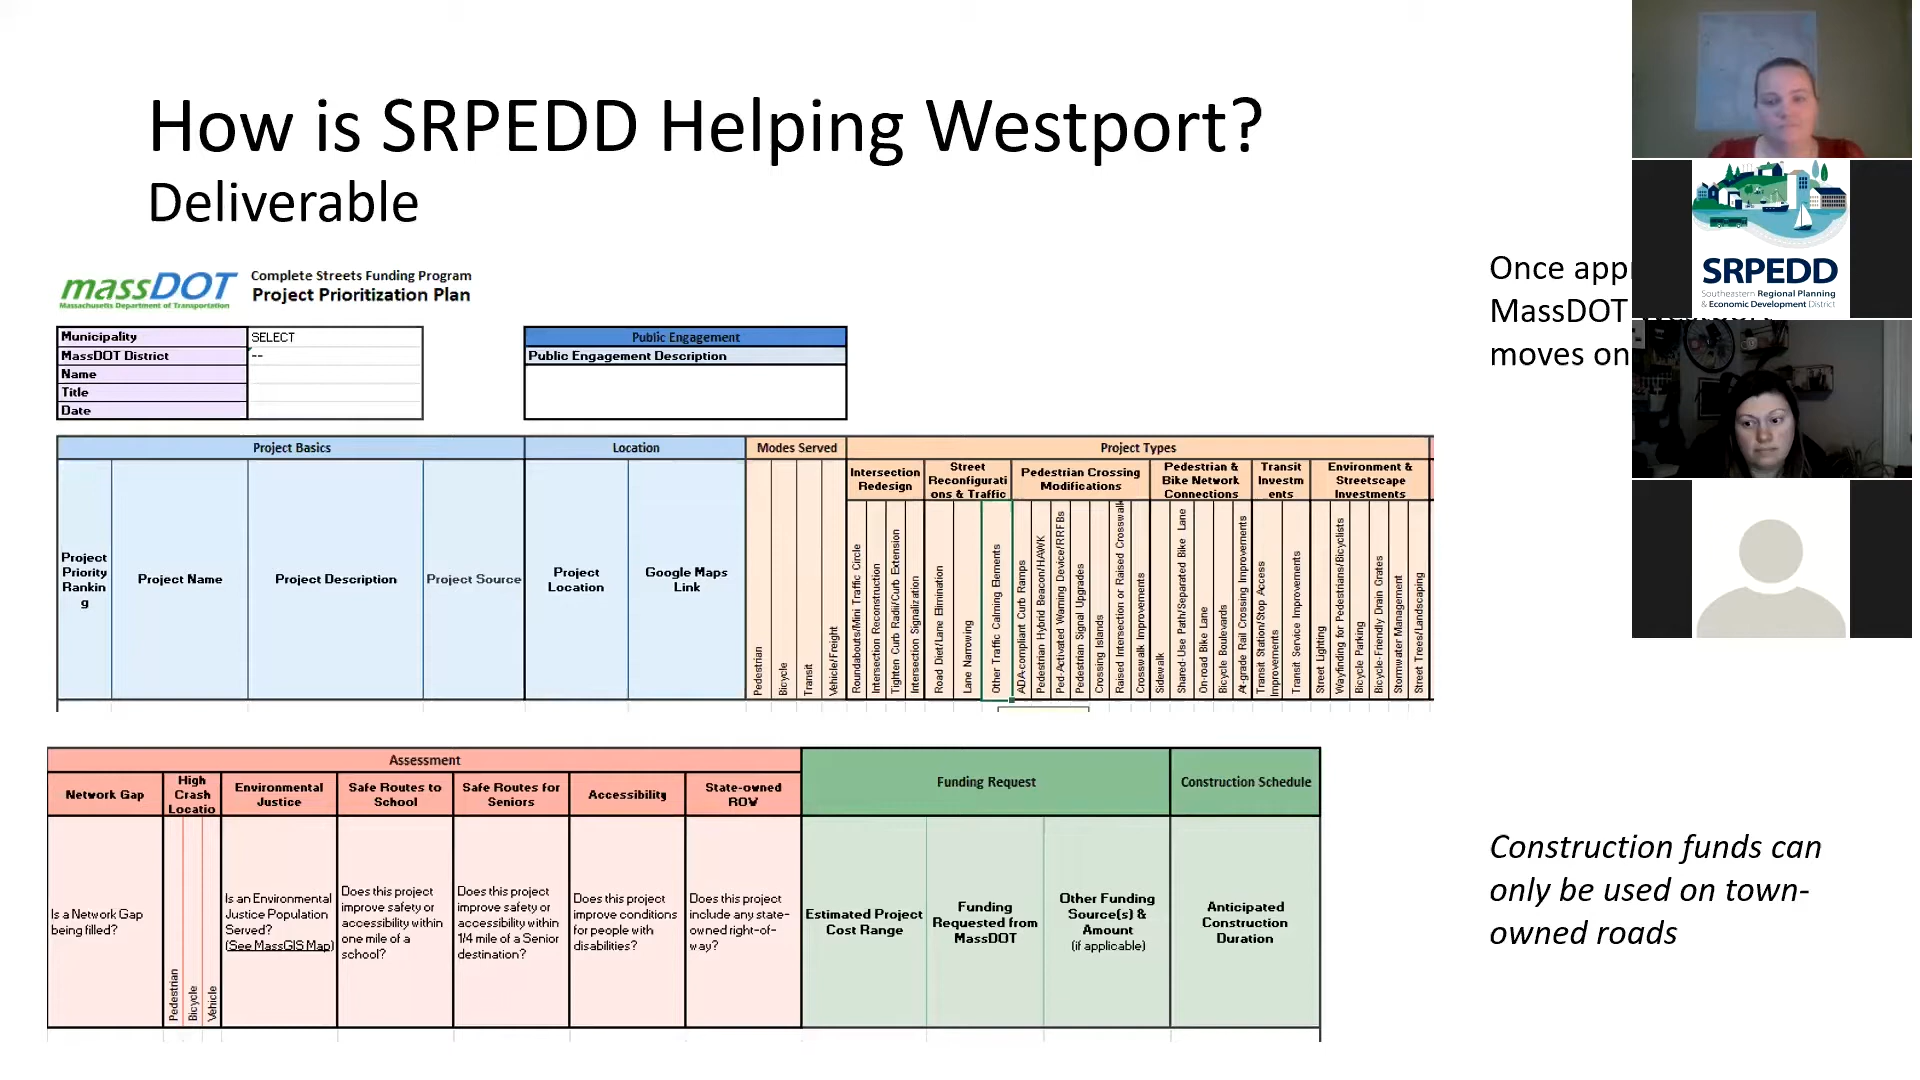 How is SRPEDD Helping Westport?
Deliverable
massDOT
Massachusetts Department of Transportation
Complete Streets Funding Program
Project Prioritization Plan
Municipality
SELECT
MassDOT District
--
Name
Title
Date
Public Engagement
Public Engagement Description
Once
MassDOT
moves on
SRPEDD
Southeastern Regional Planning
& Economic Development District
Project Basics
Location
Modes Served
Project Types
Intersection
Redesign
Street
Reconfigurati
ons & Traffic
Pedestrian Crossing
Modifications
Pedestrian &
Bike Network
Connections
Transit
Investm
ents
Environment &
Streetscape
Investments
Project
Priority
Rankin
g
Project Name
Project Description
Project Source
Project
Location
Google Maps
Link
Pedestrian
Bicycle
Transit
Vehicle/Freight
Roundabouts/Mini Traffic Circle
Intersection Reconstruction
Tighten Curb Radii/Curb Extension
Intersection Signalization
Road Diet/Lane Elimination
Lane Narrowing
Other Traffic Calming Elements
ADA-compliant Curb Ramps
Pedestrian Hybrid Beacon/HAWK
Ped-Activated Warning Device/RRFBs
Pedestrian Signal Upgrades
Crossing Islands
Raised Intersection or Raised Crosswalk
Crosswalk Improvements
Sidewalk
Shared-Use Path/Separated Bike Lane
On-road Bike Lane
Bicycle Boulevards
At-grade Rail Crossing Improvements
Transit Station/Stop Access
Improvements
Transit Service Improvements
Street Lighting
Wayfinding for Pedestrians/Bicyclists
Bicycle Parking
Bicycle-Friendly Drain Grates
Stormwater Management
Street Trees/Landscaping
Assessment
Funding Request
Construction Schedule
Network Gap
High
Crash
Locatio
Environmental
Justice
Safe Routes to
School
Safe Routes for
Seniors
Accessibility
State-owned
ROW
Is a Network Gap
being filled?
Pedestrian
Bicycle
Vehicle
Is an Environmental
Justice Population
Served?
(See MassGIS Map)
Does this project
improve safety or
accessibility within
one mile of a
school?
Does this project
improve safety or
accessibility within
1/4 mile of a Senior
destination?
Does this project
improve conditions
for people with
disabilities?
Does this project
include any state-
owned right-of-
way?
Estimated Project
Cost Range
Funding
Requested from
MassDOT
Other Funding
Source(s) &
Amount
(if applicable)
Anticipated
Construction
Duration
Construction funds can
only be used on town-
owned roads